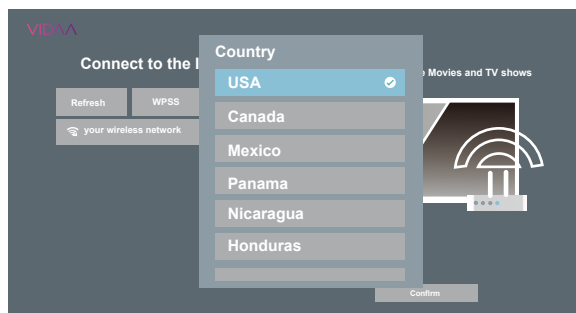 VIDAA
Connect to the I
Country
USA
Canada
Mexico
Panama
Nicaragua
Honduras
Refresh
WPSS
your wireless network
Movies and TV shows
Confirm